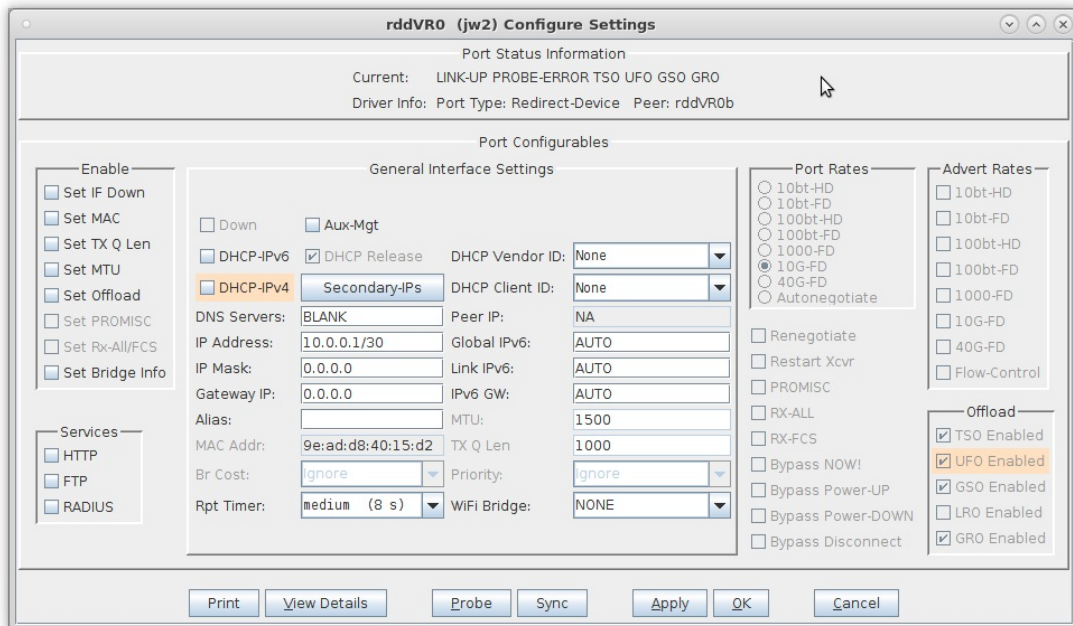 rddVR0 (jw2) Configure Settings
Port Status Information
Current: LINK-UP PROBE-ERROR TSO UFO GSO GRO
Driver Info: Port Type: Redirect-Device Peer: rddVR0b
Port Configurables
Enable
Set IF Down
Set MAC
Set TX Q Len
Set MTU
Set Offload
Set PROMISC
Set Rx-All/FCS
Set Bridge Info
Services
HTTP
FTP
RADIUS
General Interface Settings
Down Aux-Mgt
DHCP-IPv6 DHCP Release DHCP Vendor ID: None
DHCP-IPv4 Secondary-IPs DHCP Client ID: None
DNS Servers: BLANK Peer IP: NA
IP Address: 10.0.0.1/30 Global IPv6: AUTO
IP Mask: 0.0.0.0 Link IPv6: AUTO
Gateway IP: 0.0.0.0 IPv6 GW: AUTO
Alias: MTU: 1500
MAC Addr: 9e:ad:d8:40:15:d2 TX Q Len 1000
Br Cost: Ignore Priority: Ignore
Rpt Timer: medium (8 s) WiFi Bridge: NONE
Port Rates
10bt-HD
10bt-FD
100bt-HD
100bt-FD
1000-FD
10G-FD
40G-FD
Autonegotiate
Renegotiate
Restart Xcvr
PROMISC
RX-ALL
RX-FCS
Bypass NOW!
Bypass Power-UP
Bypass Power-DOWN
Bypass Disconnect
Advert Rates
10bt-HD
10bt-FD
100bt-HD
100bt-FD
1000-FD
10G-FD
40G-FD
Flow-Control
Offload
TSO Enabled
UFO Enabled
GSO Enabled
LRO Enabled
GRO Enabled
Print View Details Probe Sync Apply OK Cancel